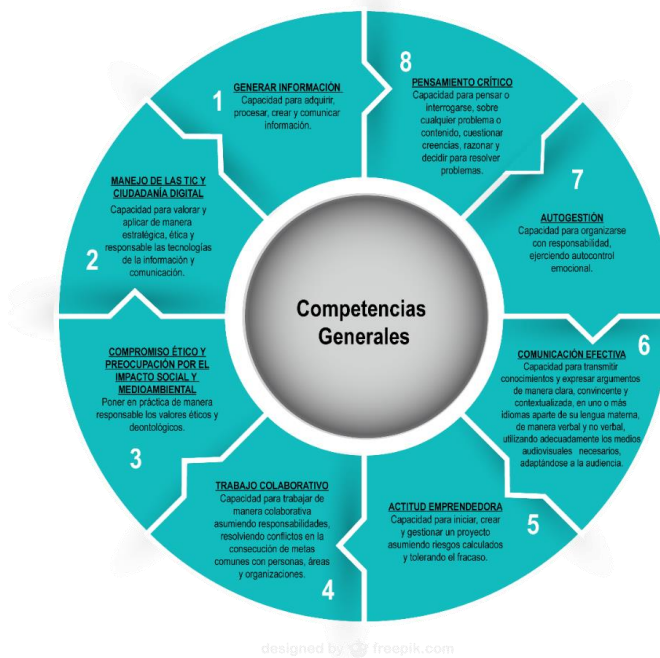 1
GENERAR INFORMACIÓN
Capacidad para adquirir,
procesar, crear y comunicar
información.
2
MANEJO DE LAS TIC Y
CIUDADANÍA DIGITAL
Capacidad para valorar y
aplicar de manera
estratégica, ética y
responsable las tecnologías
de la información y
comunicación.
3
COMPROMISO ÉTICO Y
PREOCUPACIÓN POR EL
IMPACTO SOCIAL Y
MEDIOAMBIENTAL
Poner en práctica de manera
responsable los valores éticos y
deontológicos.
4
TRABAJO COLABORATIVO
Capacidad para trabajar de
manera colaborativa
asumiendo responsabilidades,
resolviendo conflictos en la
consecución de metas
comunes con personas, áreas
y organizaciones.
5
ACTITUD EMPRENDEDORA
Capacidad para iniciar, crear
y gestionar un proyecto
asumiendo riesgos calculados
y tolerando el fracaso.
6
COMUNICACIÓN EFECTIVA
Capacidad para transmitir
conocimientos y expresar argumentos
de manera clara, convincente y
contextualizada, en uno o más
idiomas aparte de su lengua materna,
de manera verbal y no verbal,
utilizando adecuadamente los medios
audiovisuales necesarios,
adaptándose a la audiencia.
7
AUTOGESTIÓN
Capacidad para organizarse
con responsabilidad,
ejerciendo autocontrol
emocional.
8
PENSAMIENTO CRÍTICO
Capacidad para pensar o
interrogarse, sobre
cualquier problema o
contenido, cuestionar
creencias, razonar y
decidir para resolver
problemas.
Competencias
Generales
designed by freepik.com